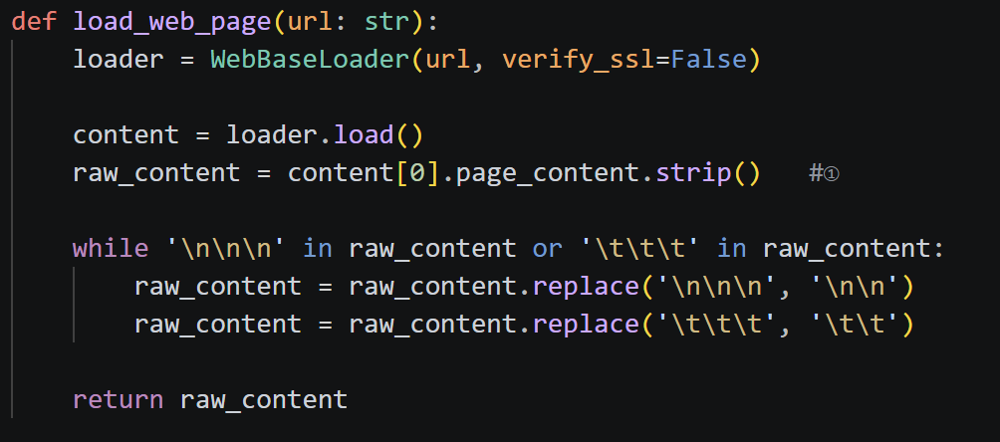 def load_web_page(url: str):
    loader = WebBaseLoader(url, verify_ssl=False)
    content = loader.load()
    raw_content = content[0].page_content.strip()   #①
    while '\n\n\n' in raw_content or '\t\t\t' in raw_content:
        raw_content = raw_content.replace('\n\n\n', '\n\n')
        raw_content = raw_content.replace('\t\t\t', '\t\t')
    return raw_content